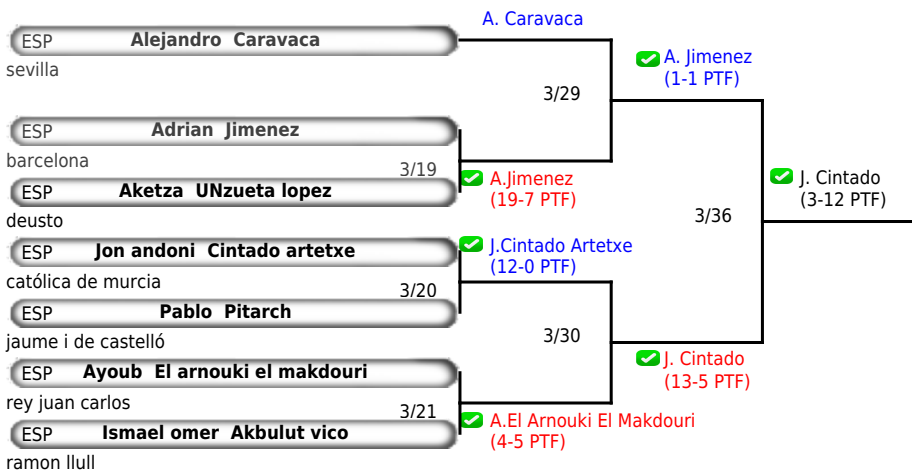 A. Caravaca
ESP Alejandro Caravaca
sevilla
A. Jimenez
(1-1 PTF)
3/29
ESP Adrian Jimenez
barcelona
3/19
ESP Aketza UNzueta lopez
A.Jimenez
(19-7 PTF)
J. Cintado
(3-12 PTF)
deusto
3/36
ESP Jon andoni Cintado artetxe
J.Cintado Artetxe
(12-0 PTF)
católica de murcia
3/20
ESP Pablo Pitarch
jaume i de castelló
3/30
ESP Ayoub El arnouki el makdouri
J. Cintado
(13-5 PTF)
rey juan carlos
3/21
ESP Ismael omer Akbulut vico
A.El Arnouki El Makdouri
(4-5 PTF)
ramon llull